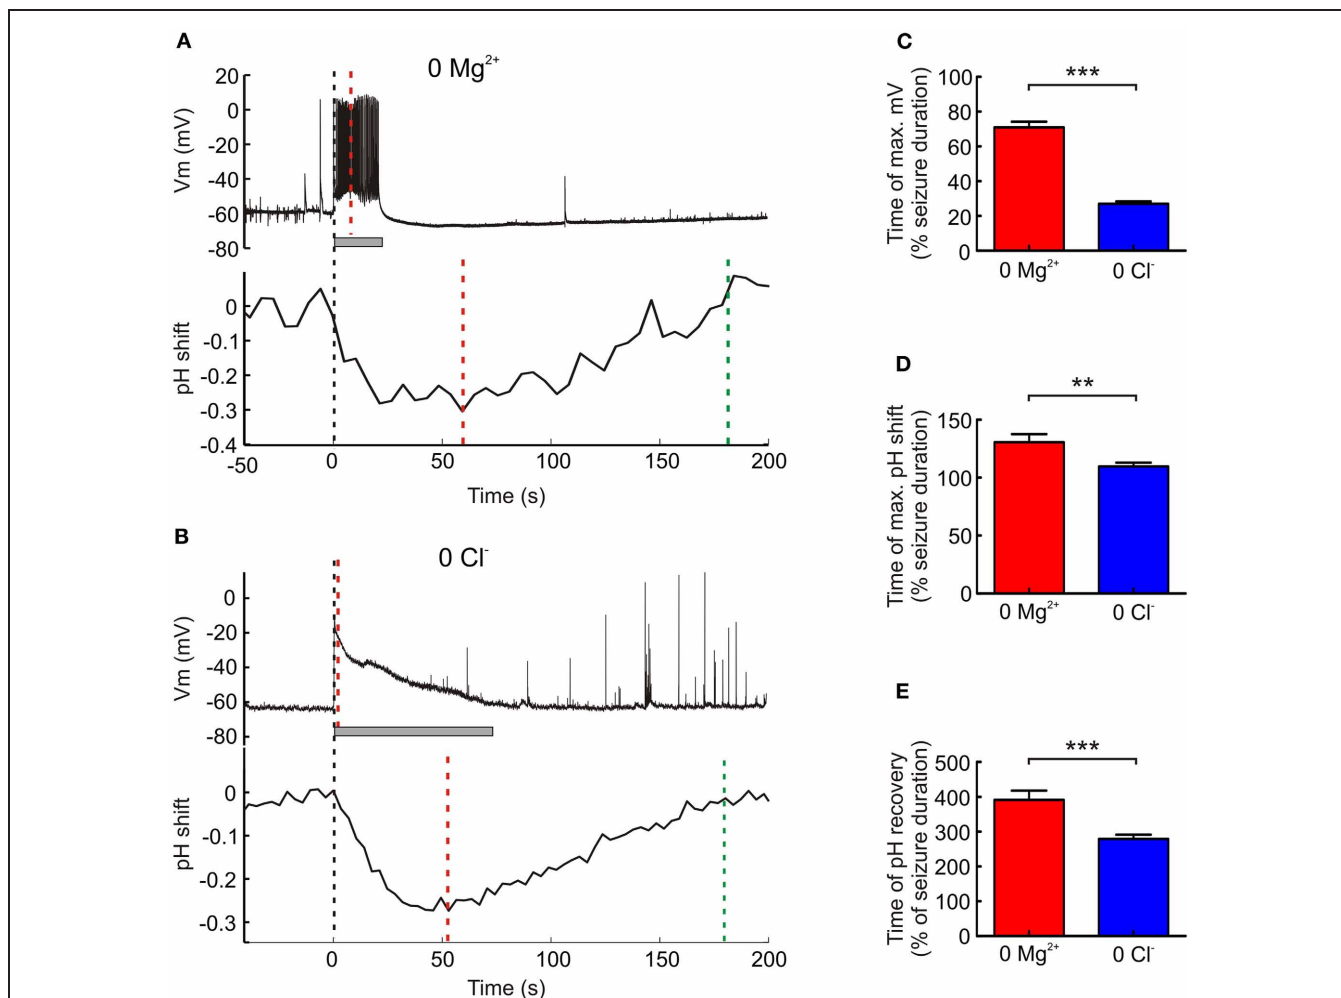 A
0 Mg²⁺
20
0
-20
-40
-60
-80
Vm (mV)
0
-0.1
-0.2
-0.3
-0.4
pH shift
-50 0 50 100 150 200
Time (s)
B
0 Cl⁻
0
-20
-40
-60
-80
Vm (mV)
0
-0.1
-0.2
-0.3
pH shift
0 50 100 150 200
Time (s)
C
***
100
80
60
40
20
0
Time of max. mV
(% seizure duration)
0 Mg²⁺ 0 Cl⁻
D
**
150
100
50
0
Time of max. pH shift
(% seizure duration)
0 Mg²⁺ 0 Cl⁻
E
***
500
400
300
200
100
0
Time of pH recovery
(% of seizure duration)
0 Mg²⁺ 0 Cl⁻